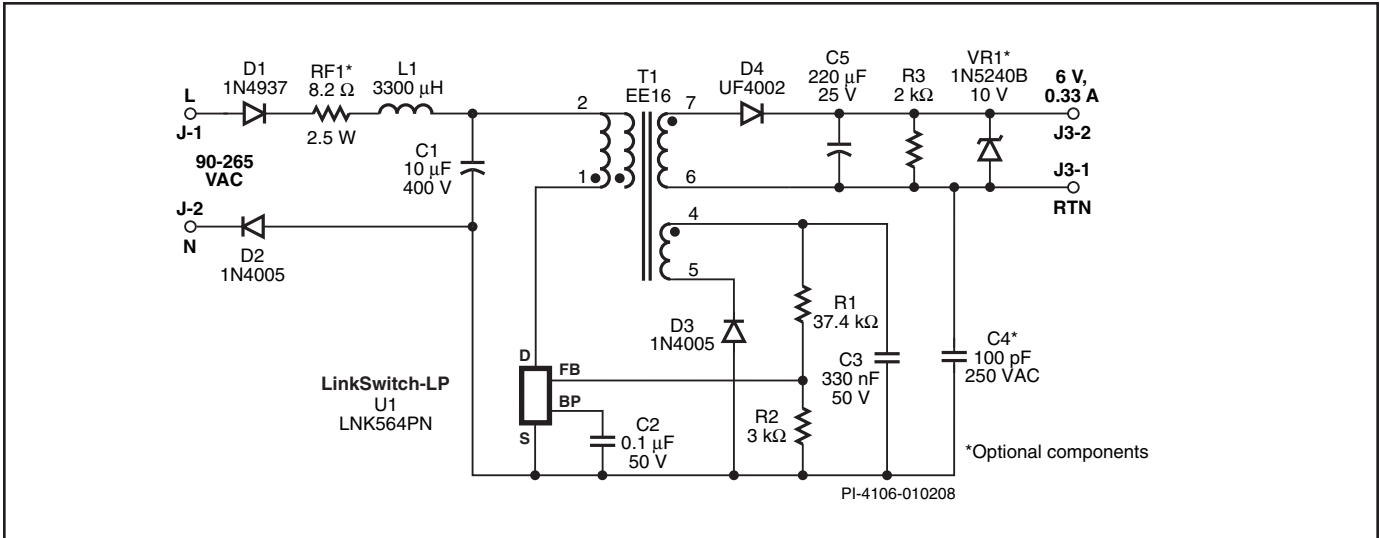 D1
1N4937
RF1*
8.2 Ω
2.5 W
L1
3300 µH
L
J-1
90-265
VAC
J-2
N
D2
1N4005
C1
10 µF
400 V
2
1
T1
EE16
7
6
4
5
D4
UF4002
C5
220 µF
25 V
R3
2 kΩ
VR1*
1N5240B
10 V
6 V,
0.33 A
J3-2
J3-1
RTN
D3
1N4005
R1
37.4 kΩ
C3
330 nF
50 V
R2
3 kΩ
C4*
100 pF
250 VAC
LinkSwitch-LP
U1
LNK564PN
D
FB
BP
S
C2
0.1 µF
50 V
*Optional components
PI-4106-010208